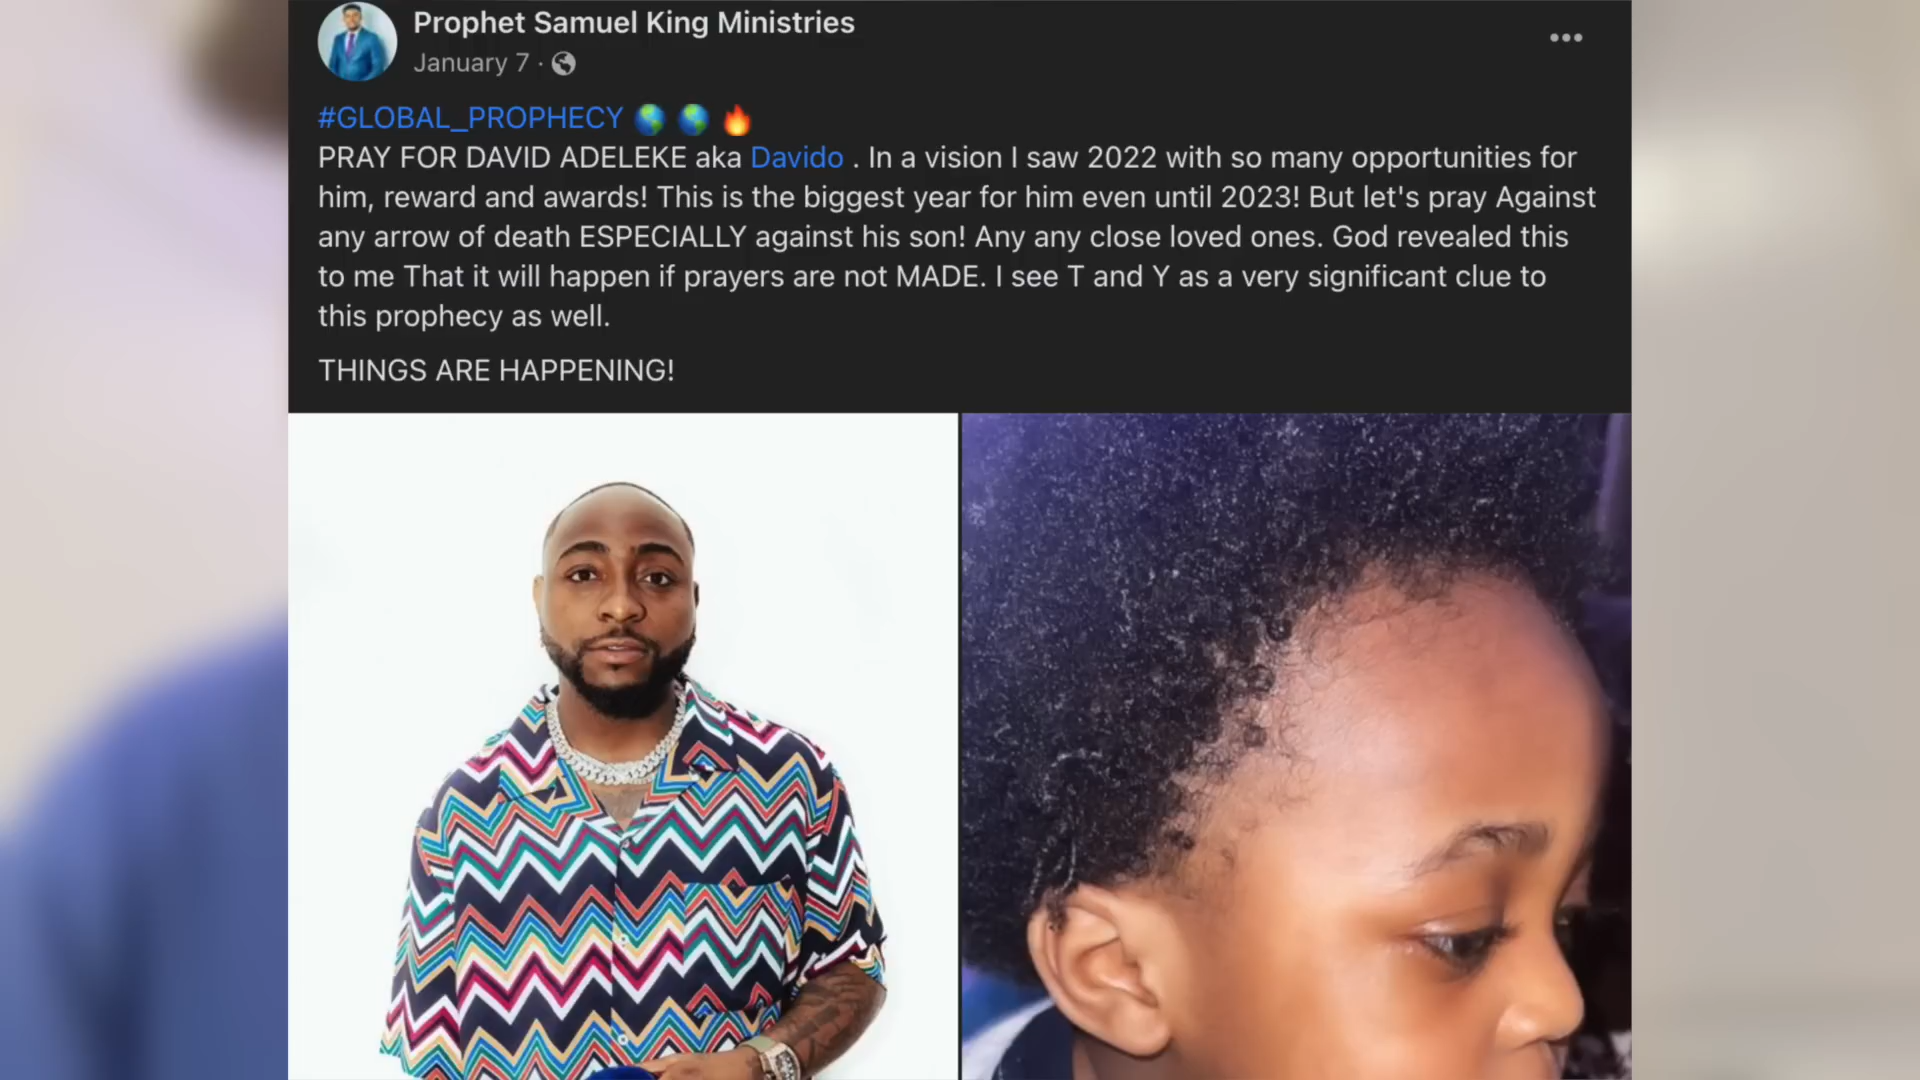 Prophet Samuel King Ministries
January 7 ·
#GLOBAL_PROPHECY 🌎 🌎 🔥
PRAY FOR DAVID ADELEKE aka Davido . In a vision I saw 2022 with so many opportunities for
him, reward and awards! This is the biggest year for him even until 2023! But let's pray Against
any arrow of death ESPECIALLY against his son! Any any close loved ones. God revealed this
to me That it will happen if prayers are not MADE. I see T and Y as a very significant clue to
this prophecy as well.
THINGS ARE HAPPENING!